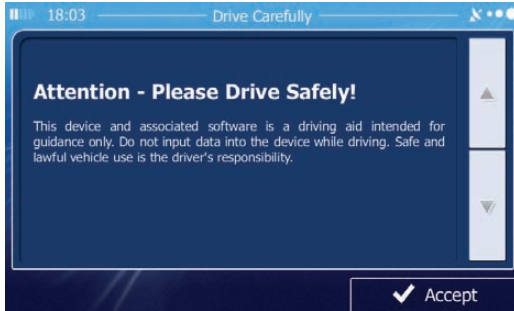 18:03 Drive Carefully
Attention - Please Drive Safely!
This device and associated software is a driving aid intended for
guidance only. Do not input data into the device while driving. Safe and
lawful vehicle use is the driver's responsibility.
Accept